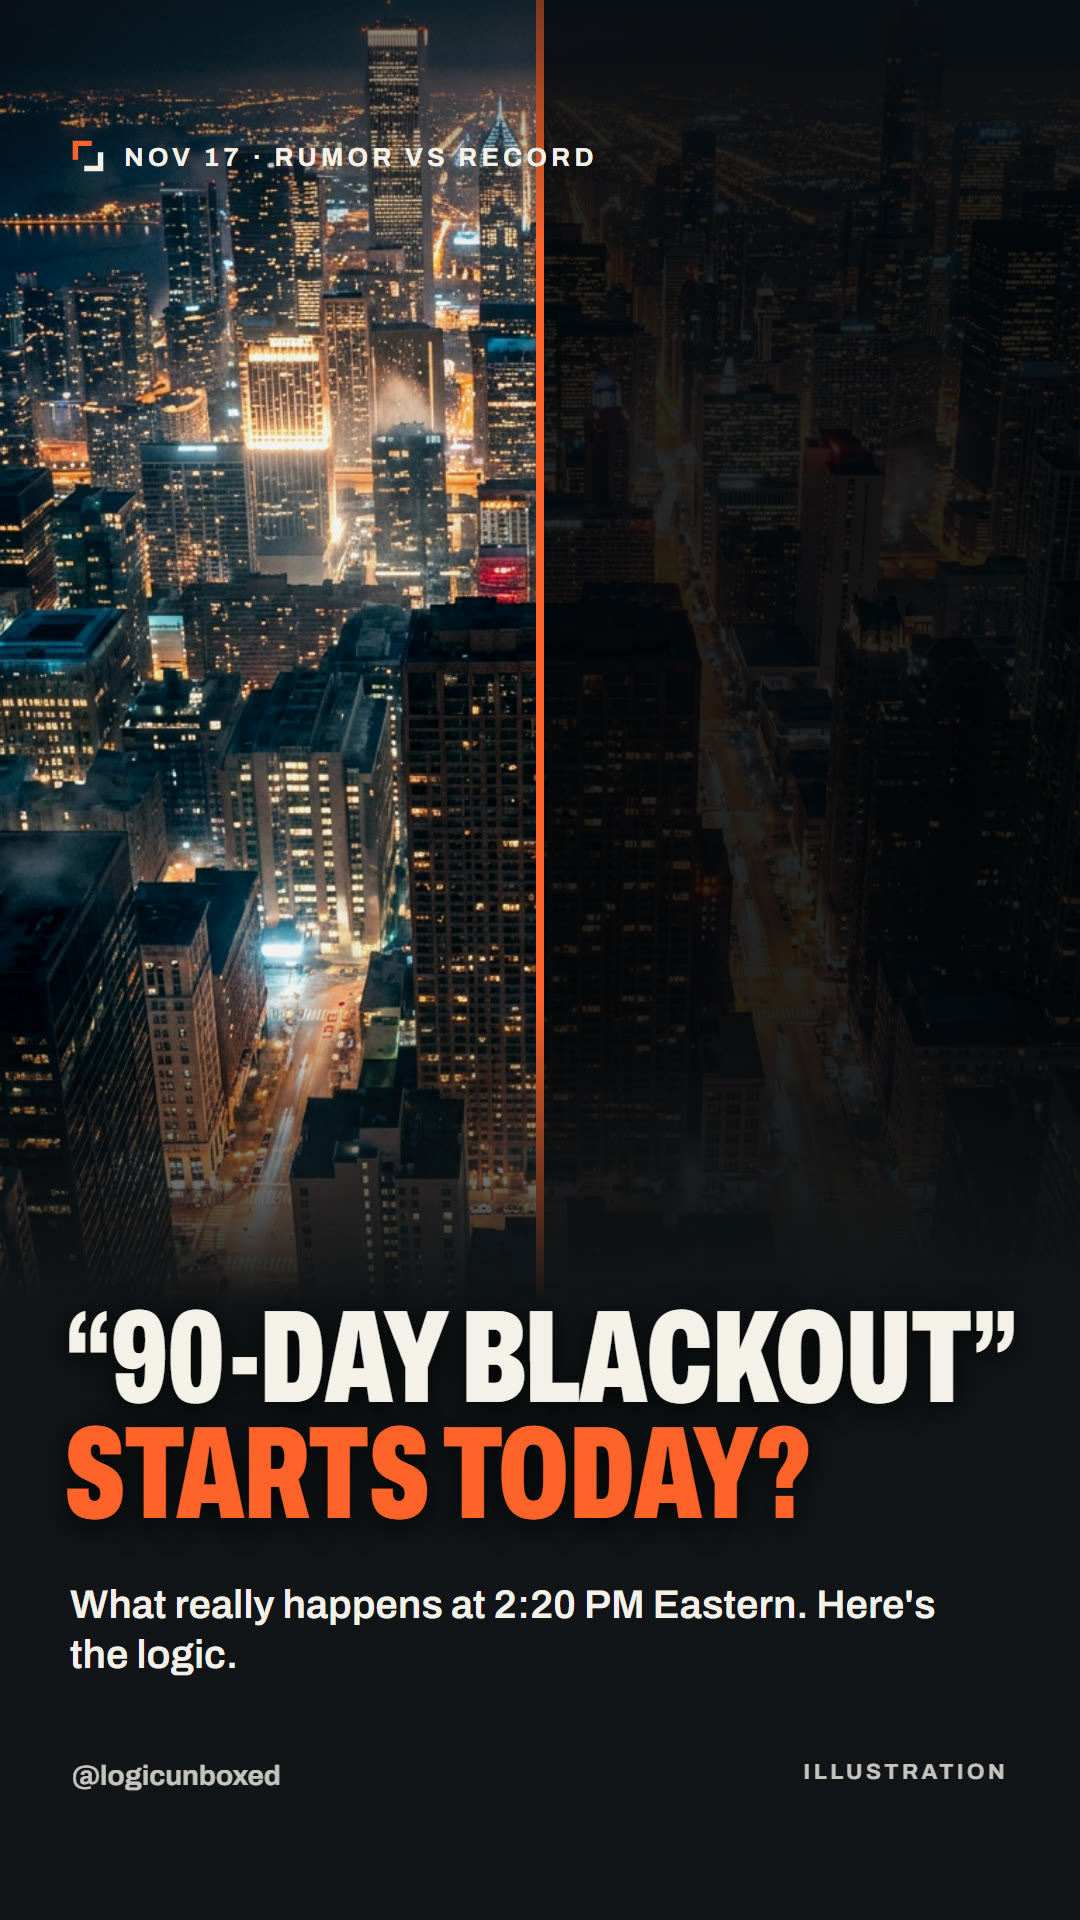 NOV 17 · RUMOR VS RECORD
“90-DAY BLACKOUT”
STARTS TODAY?
What really happens at 2:20 PM Eastern. Here's
the logic.
@logicunboxed
ILLUSTRATION